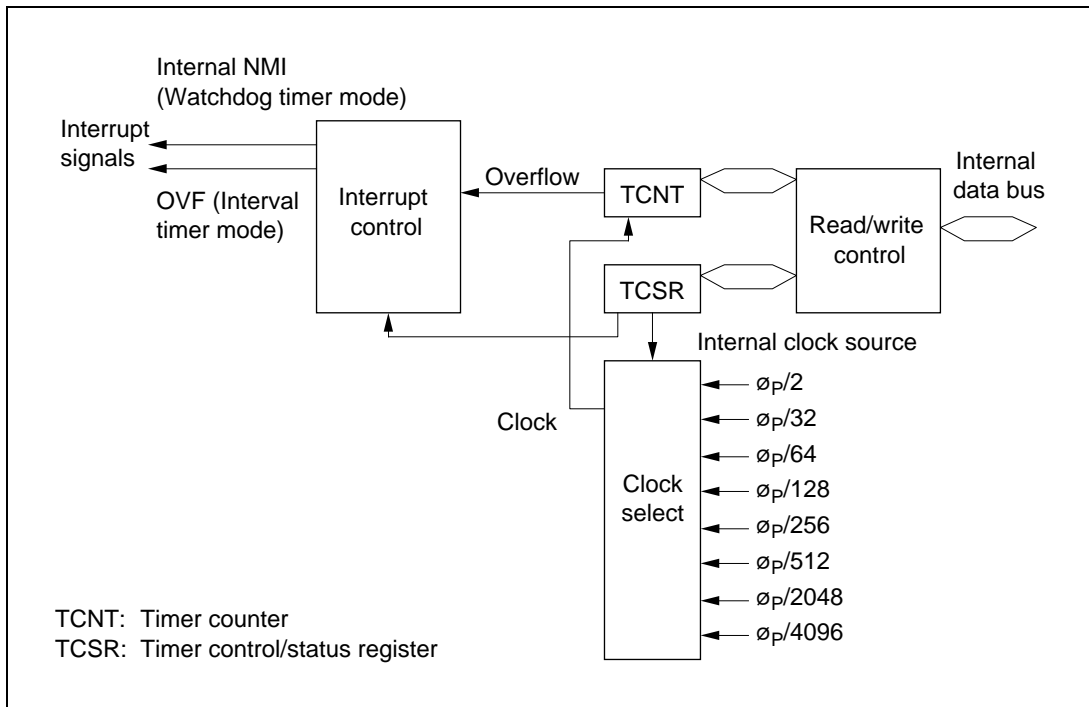 Internal NMI
(Watchdog timer mode)
Interrupt
signals
OVF (Interval
timer mode)
Interrupt
control
Overflow
TCNT
TCSR
Read/write
control
Internal
data bus
Internal clock source
Clock
Clock
select
øP/2
øP/32
øP/64
øP/128
øP/256
øP/512
øP/2048
øP/4096
TCNT: Timer counter
TCSR: Timer control/status register